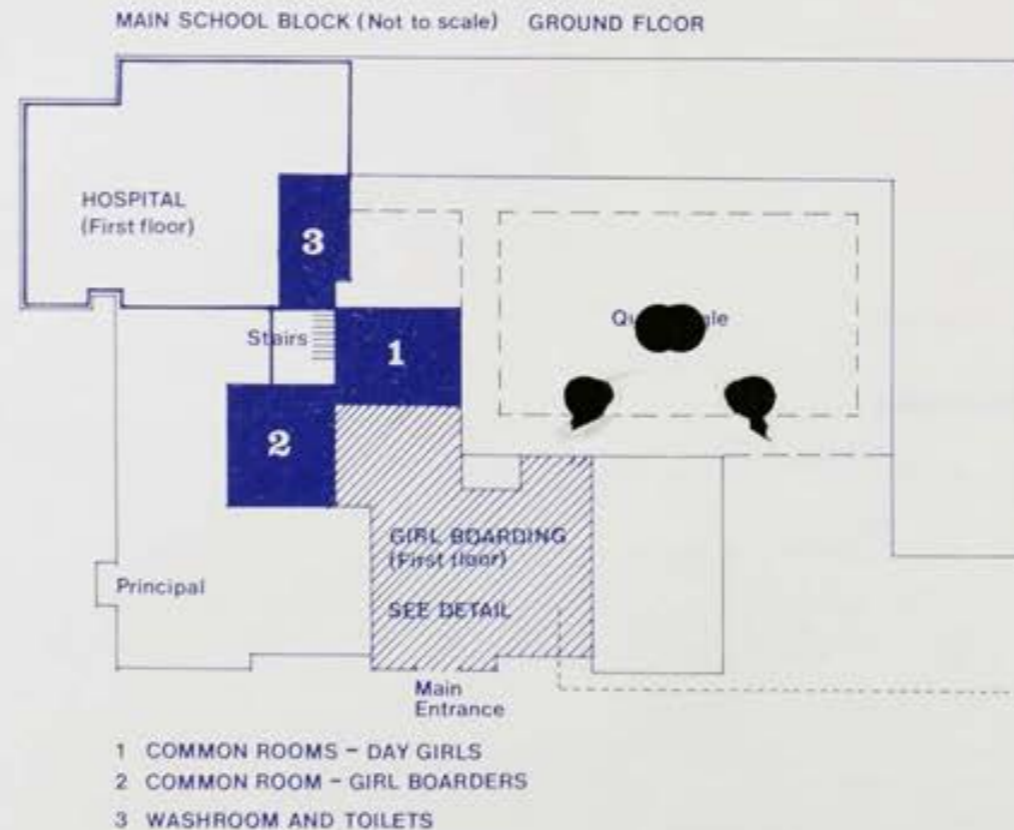 MAIN SCHOOL BLOCK (Not to scale) GROUND FLOOR
HOSPITAL
(First floor)
3
Stairs
1
2
GIRL BOARDING
(First floor)
SEE DETAIL
Principal
Main
Entrance
1 COMMON ROOMS - DAY GIRLS
2 COMMON ROOM - GIRL BOARDERS
3 WASHROOM AND TOILETS